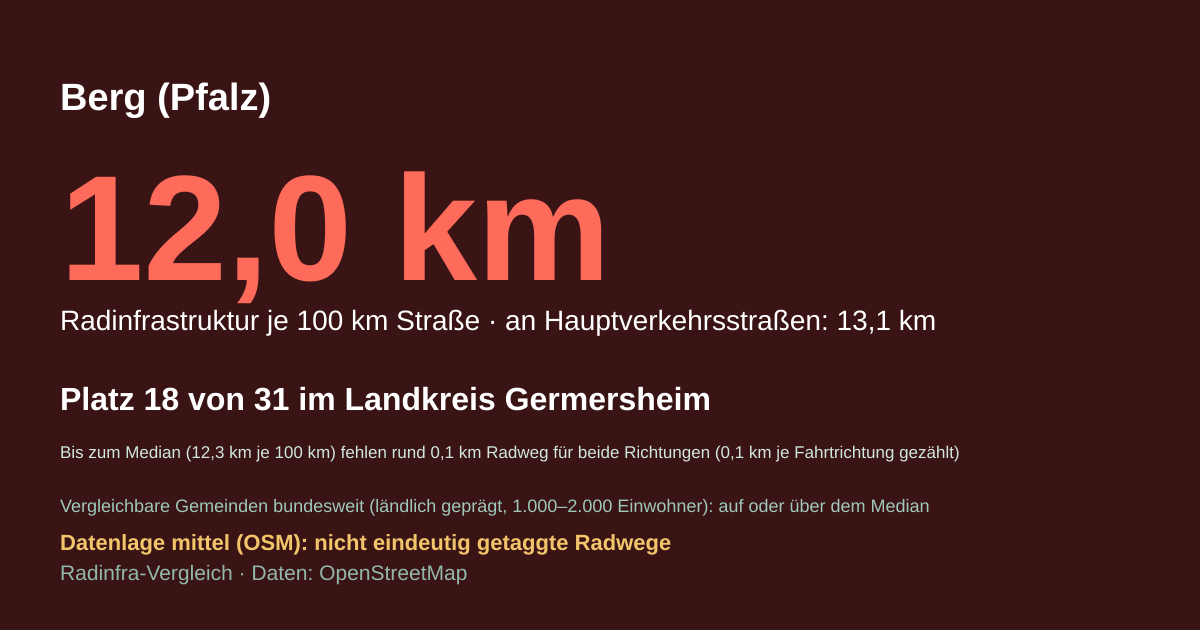 Berg (Pfalz)
12,0 km
Radinfrastruktur je 100 km Straße · an Hauptverkehrsstraßen: 13,1 km
Platz 18 von 31 im Landkreis Germersheim
Bis zum Median (12,3 km je 100 km) fehlen rund 0,1 km Radweg für beide Richtungen (0,1 km je Fahrtrichtung gezählt)
Vergleichbare Gemeinden bundesweit (ländlich geprägt, 1.000–2.000 Einwohner): auf oder über dem Median
Datenlage mittel (OSM): nicht eindeutig getaggte Radwege
Radinfra-Vergleich · Daten: OpenStreetMap